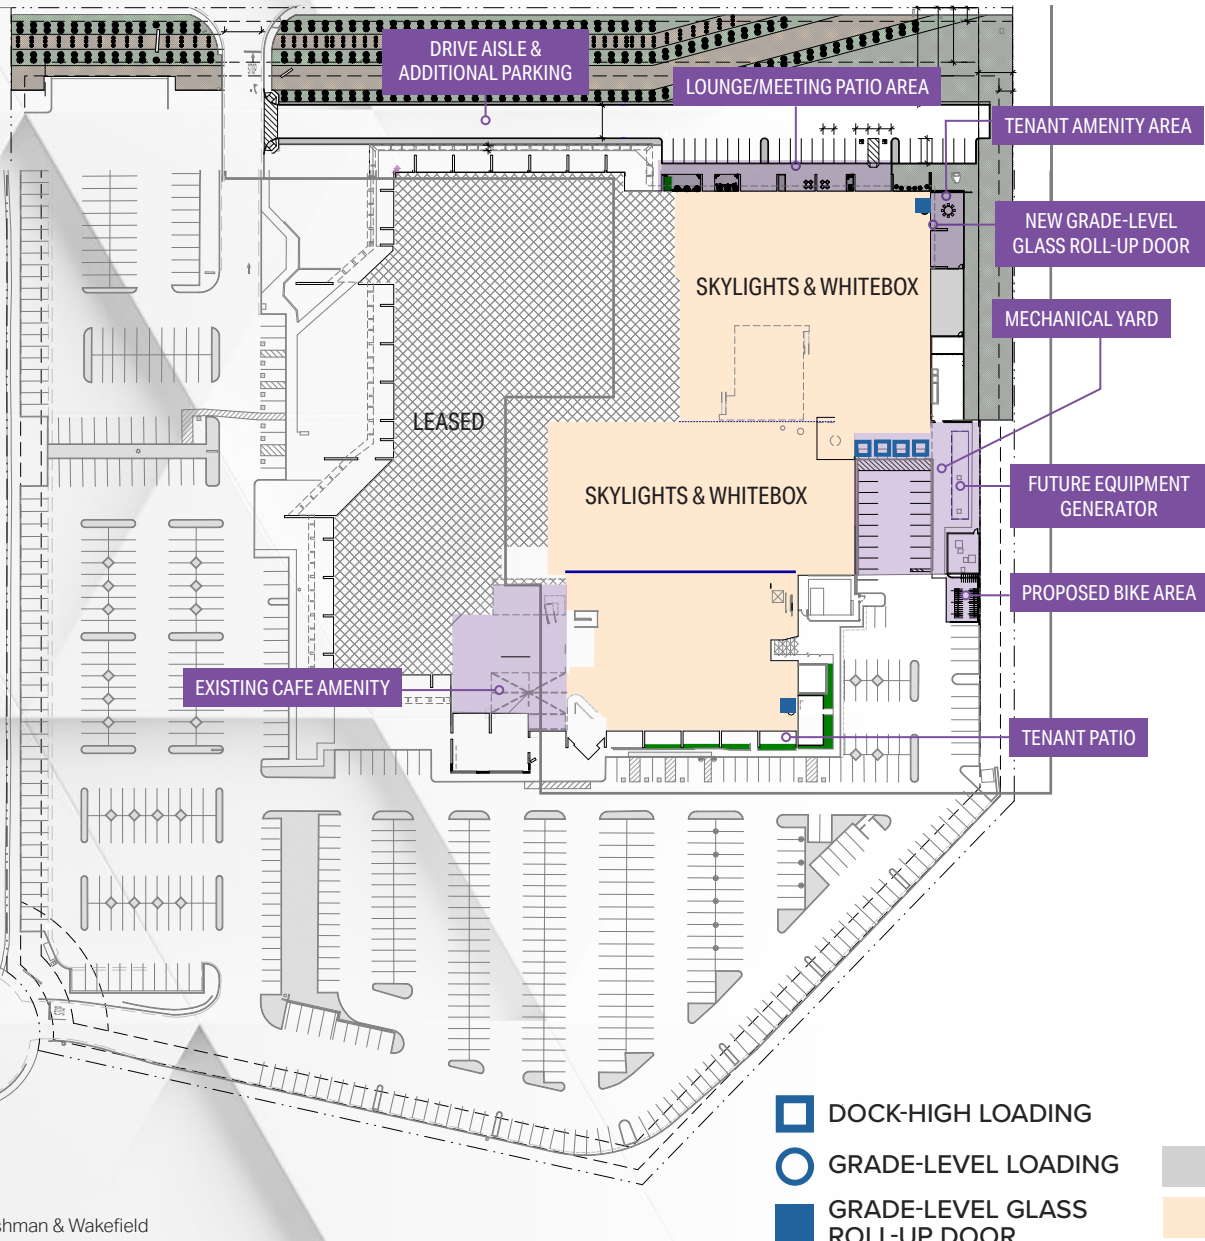 DRIVE AISLE &
ADDITIONAL PARKING
LOUNGE/MEETING PATIO AREA
TENANT AMENITY AREA
NEW GRADE-LEVEL
GLASS ROLL-UP DOOR
SKYLIGHTS & WHITEBOX
MECHANICAL YARD
LEASED
SKYLIGHTS & WHITEBOX
FUTURE EQUIPMENT
GENERATOR
PROPOSED BIKE AREA
EXISTING CAFE AMENITY
TENANT PATIO
DOCK-HIGH LOADING
GRADE-LEVEL LOADING
GRADE-LEVEL GLASS
ROLL-UP DOOR
shman & Wakefield